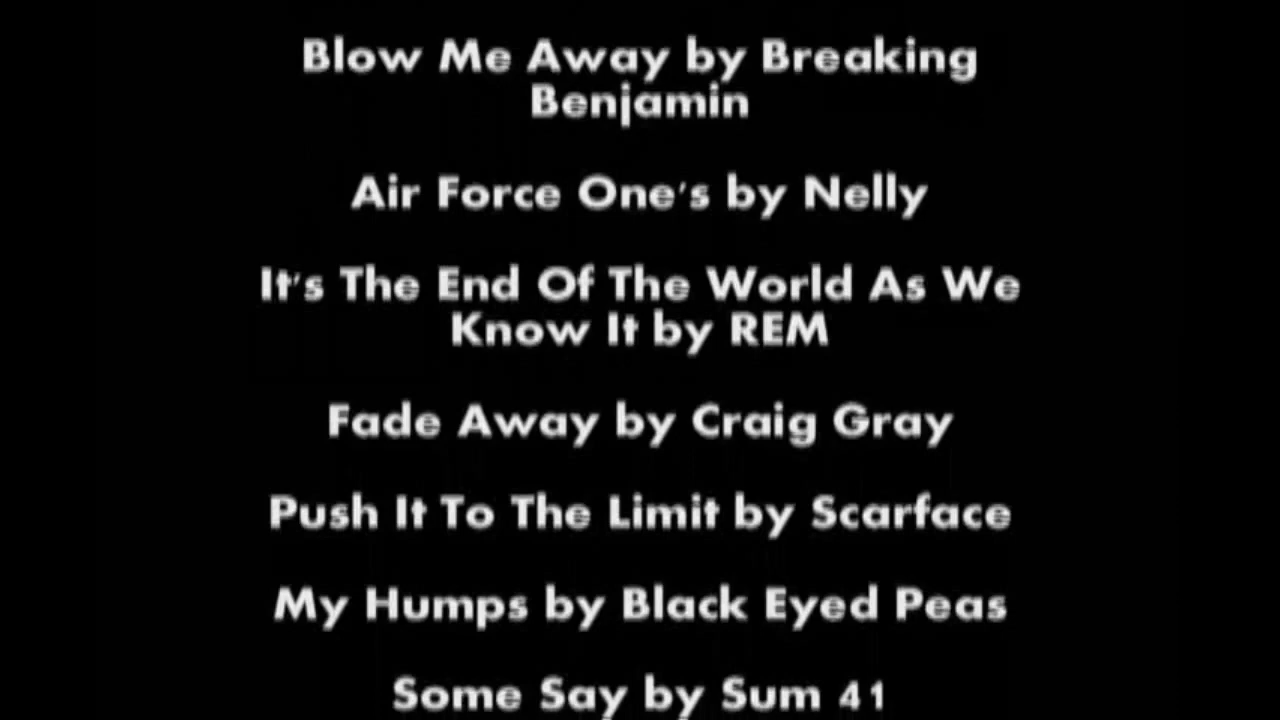 Blow Me Away by Breaking
Benjamin
Air Force One's by Nelly
It's The End Of The World As We
Know It by REM
Fade Away by Craig Gray
Push It To The Limit by Scarface
My Humps by Black Eyed Peas
Some Say by Sum 41